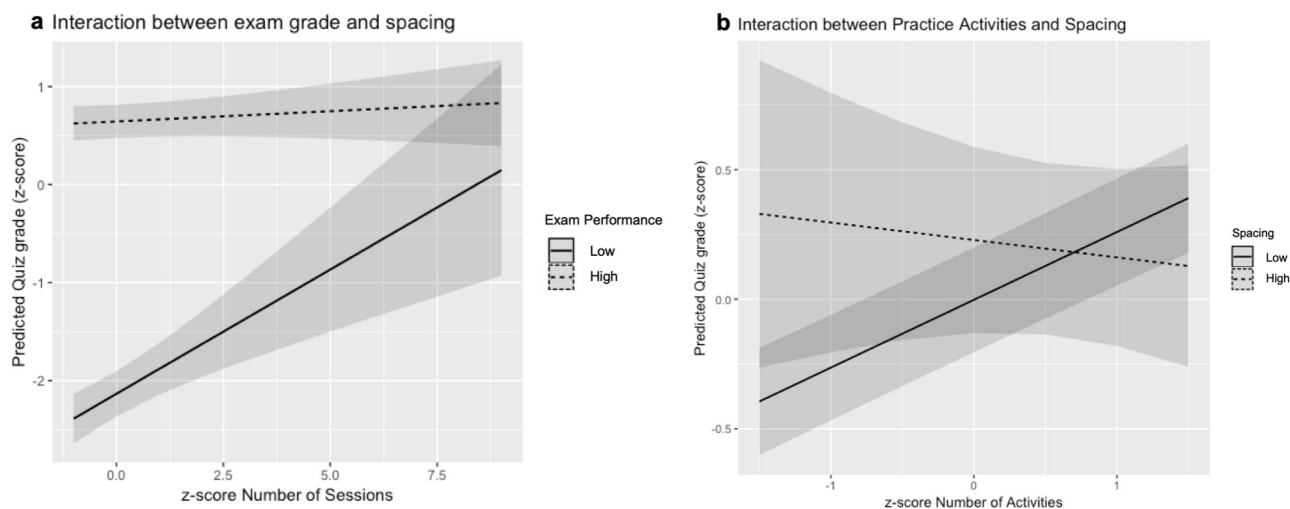 a Interaction between exam grade and spacing
1
0
-1
-2
Predicted Quiz grade (z-score)
0.0 2.5 5.0 7.5
z-score Number of Sessions
Exam Performance
Low
High
b Interaction between Practice Activities and Spacing
0.5
0.0
-0.5
Predicted Quiz grade (z-score)
-1 0 1
z-score Number of Activities
Spacing
Low
High